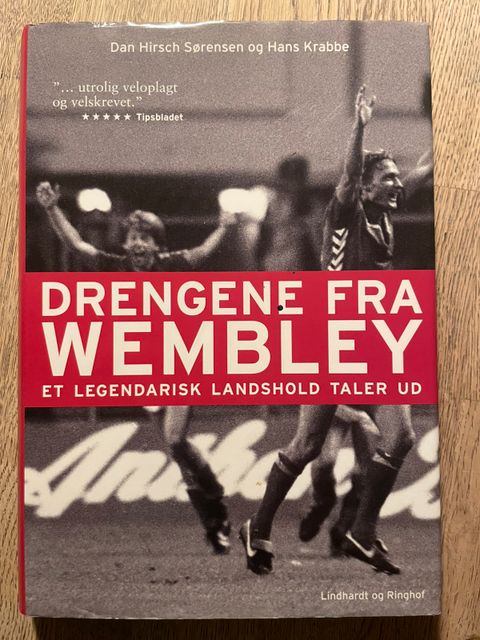 Dan Hirsch Sørensen og Hans Krabbe
"... utrolig veloplagt
og velskrevet."
★★★★★ Tipsbladet
DRENGENE FRA
WEMBLEY
ET LEGENDARISK LANDSHOLD TALER UD
Lindhardt og Ringhof